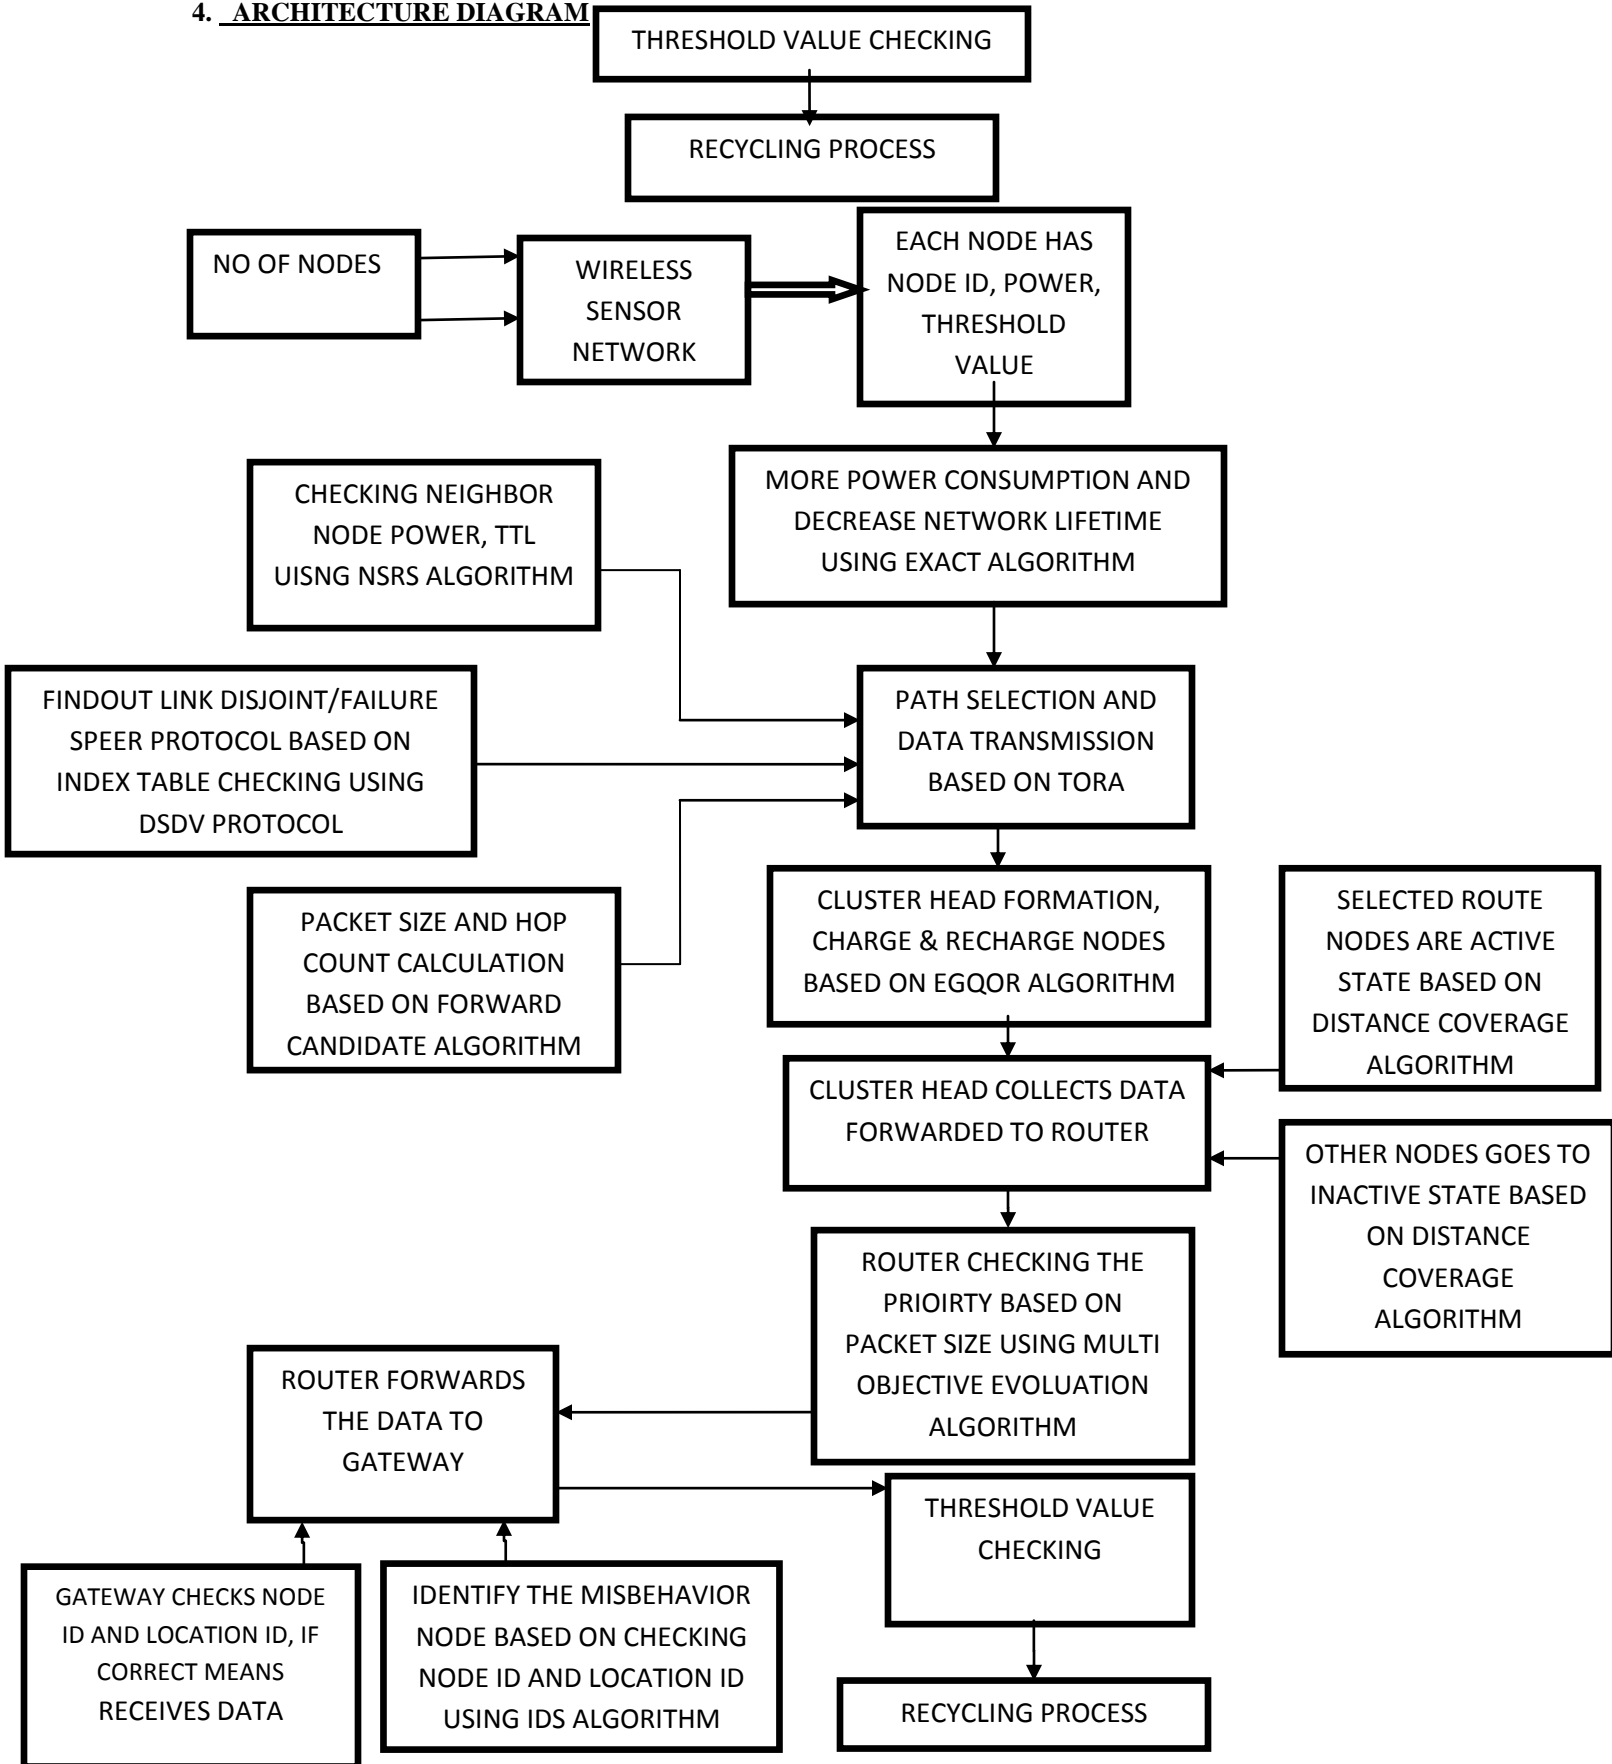 4. ARCHITECTURE DIAGRAM
THRESHOLD VALUE CHECKING
RECYCLING PROCESS
NO OF NODES
WIRELESS
SENSOR
NETWORK
EACH NODE HAS
NODE ID, POWER,
THRESHOLD
VALUE
CHECKING NEIGHBOR
NODE POWER, TTL
UISNG NSRS ALGORITHM
MORE POWER CONSUMPTION AND
DECREASE NETWORK LIFETIME
USING EXACT ALGORITHM
FINDOUT LINK DISJOINT/FAILURE
SPEER PROTOCOL BASED ON
INDEX TABLE CHECKING USING
DSDV PROTOCOL
PATH SELECTION AND
DATA TRANSMISSION
BASED ON TORA
PACKET SIZE AND HOP
COUNT CALCULATION
BASED ON FORWARD
CANDIDATE ALGORITHM
CLUSTER HEAD FORMATION,
CHARGE & RECHARGE NODES
BASED ON EGQOR ALGORITHM
SELECTED ROUTE
NODES ARE ACTIVE
STATE BASED ON
DISTANCE COVERAGE
ALGORITHM
CLUSTER HEAD COLLECTS DATA
FORWARDED TO ROUTER
OTHER NODES GOES TO
INACTIVE STATE BASED
ON DISTANCE
COVERAGE
ALGORITHM
ROUTER CHECKING THE
PRIOIRTY BASED ON
PACKET SIZE USING MULTI
OBJECTIVE EVOLUATION
ALGORITHM
ROUTER FORWARDS
THE DATA TO
GATEWAY
THRESHOLD VALUE
CHECKING
GATEWAY CHECKS NODE
ID AND LOCATION ID, IF
CORRECT MEANS
RECEIVES DATA
IDENTIFY THE MISBEHAVIOR
NODE BASED ON CHECKING
NODE ID AND LOCATION ID
USING IDS ALGORITHM
RECYCLING PROCESS